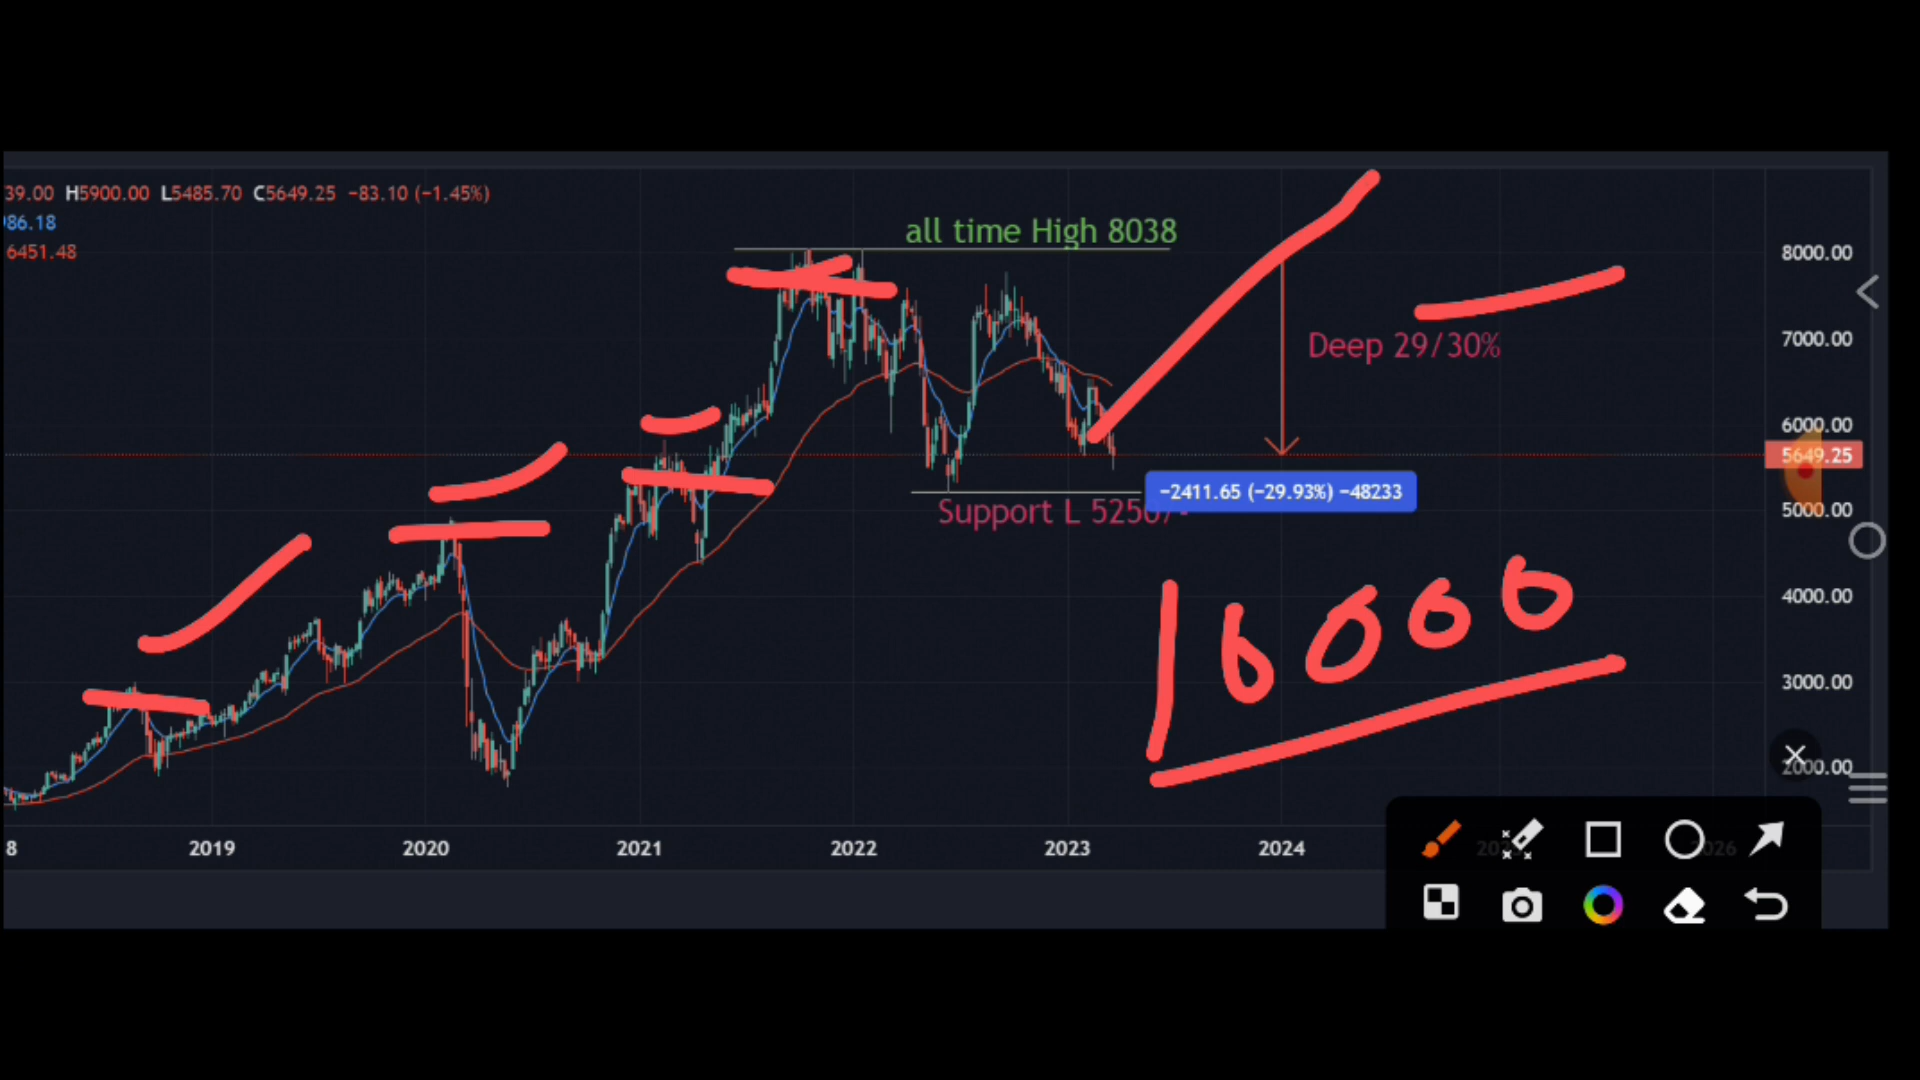 39.00 H5900.00 L5485.70 C5649.25 −83.10 (−1.45%)
986.18
6451.48
all time High 8038
8000.00
7000.00
Deep 29/30%
6000.00
5649.25
−2411.65 (−29.93%) −48233
Support L
5000.00
4000.00
10000
3000.00
2000.00
8 2019 2020 2021 2022 2023 2024